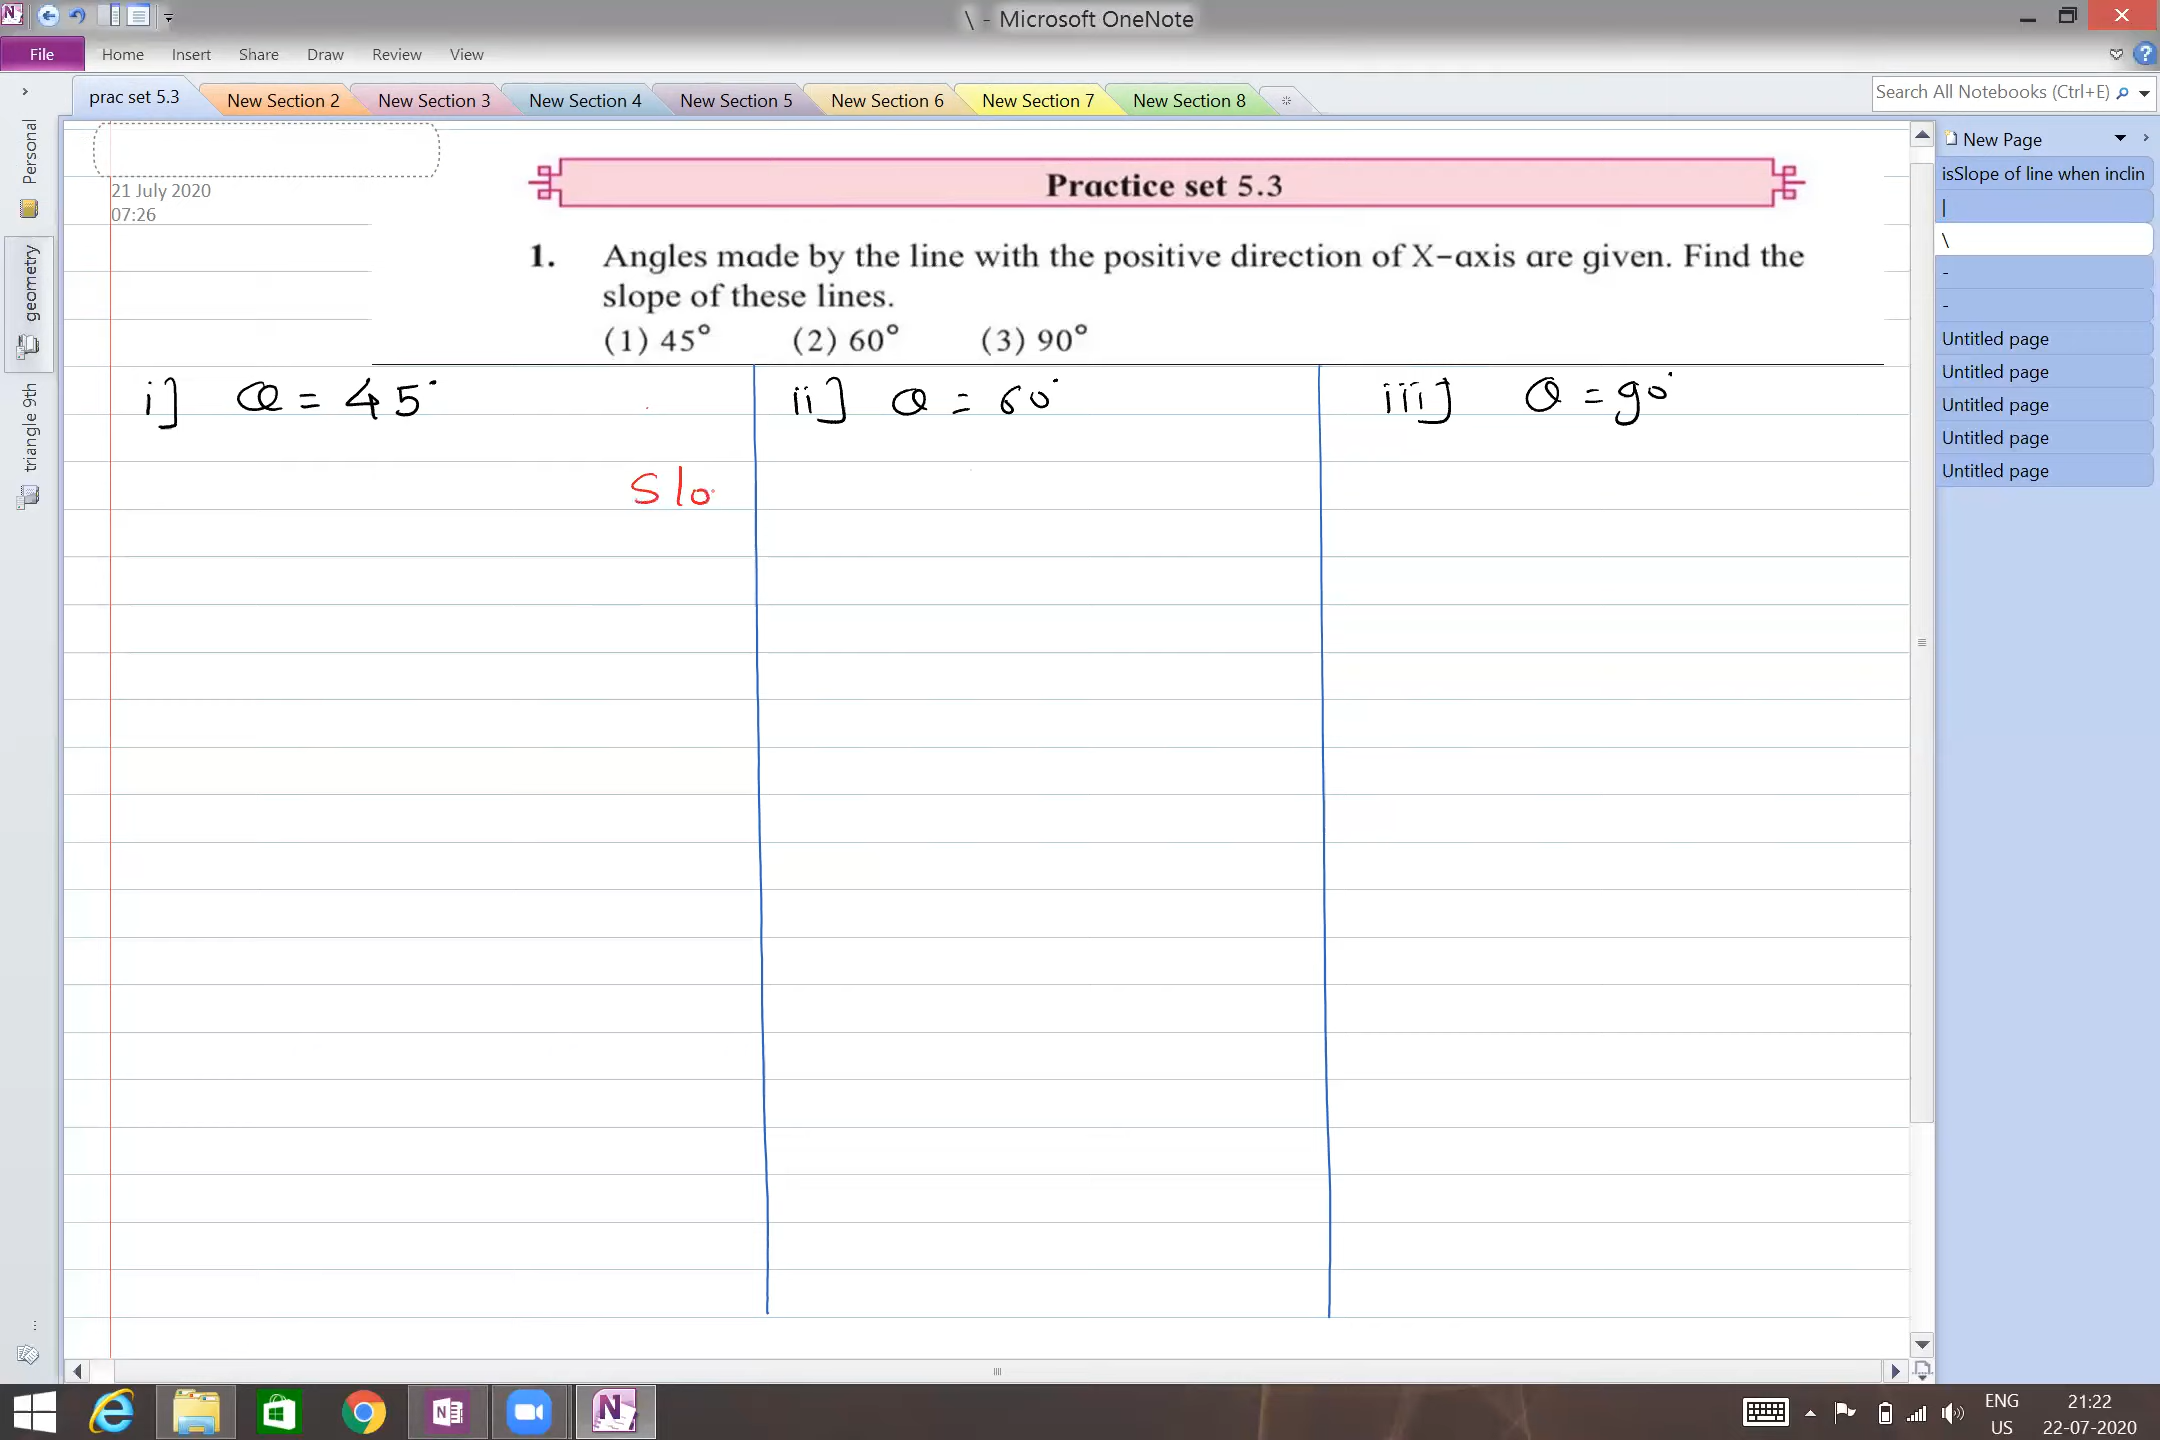 \ - Microsoft OneNote
File Home Insert Share Draw Review View
prac set 5.3 New Section 2 New Section 3 New Section 4 New Section 5 New Section 6 New Section 7 New Section 8
Search All Notebooks (Ctrl+E)
Personal
geometry
triangle 9th
21 July 2020
07:26
Practice set 5.3
1. Angles made by the line with the positive direction of X-axis are given. Find the
slope of these lines.
(1) 45° (2) 60° (3) 90°
i] θ = 45°
ii] θ = 60°
iii] θ = 90°
Slo
New Page
isSlope of line when inclin
|
\
-
-
Untitled page
Untitled page
Untitled page
Untitled page
Untitled page
ENG
US
21:22
22-07-2020